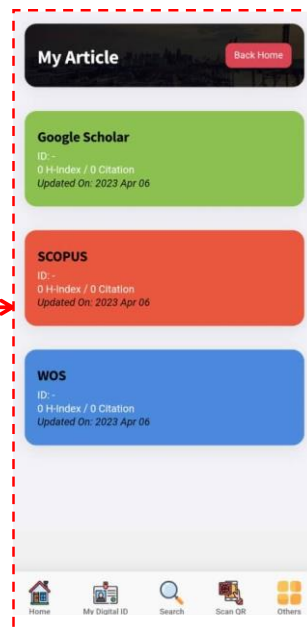 My Article
Back Home
Google Scholar
ID: -
0 H-Index / 0 Citation
Updated On: 2023 Apr 06
SCOPUS
ID: -
0 H-Index / 0 Citation
Updated On: 2023 Apr 06
WOS
ID: -
0 H-Index / 0 Citation
Updated On: 2023 Apr 06
Home My Digital ID Search Scan QR Others